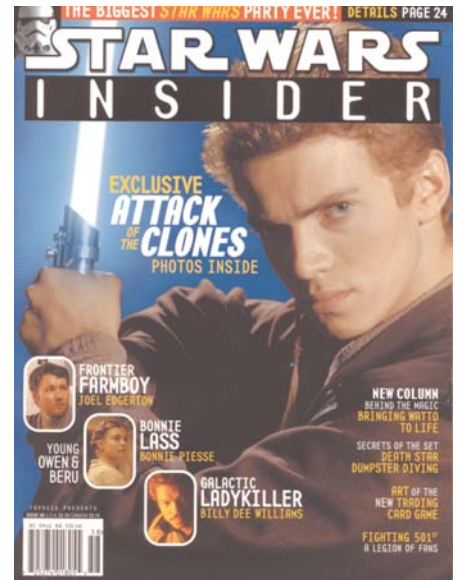 THE BIGGEST STAR WARS PARTY EVER! DETAILS PAGE 24
STAR WARS
INSIDER
EXCLUSIVE
ATTACK
OF THE CLONES
PHOTOS INSIDE
FRONTIER
FARMBOY
JOEL EDGERTON
YOUNG
OWEN &
BERU
BONNIE
LASS
BONNIE PIESSE
GALACTIC
LADYKILLER
BILLY DEE WILLIAMS
NEW COLUMN
BEHIND THE MAGIC
BRINGING WATTO
TO LIFE
SECRETS OF THE SET
DEATH STAR
DUMPSTER DIVING
ART OF THE
NEW TRADING
CARD GAME
FIGHTING 501ST
A LEGION OF FANS
PRESENTS